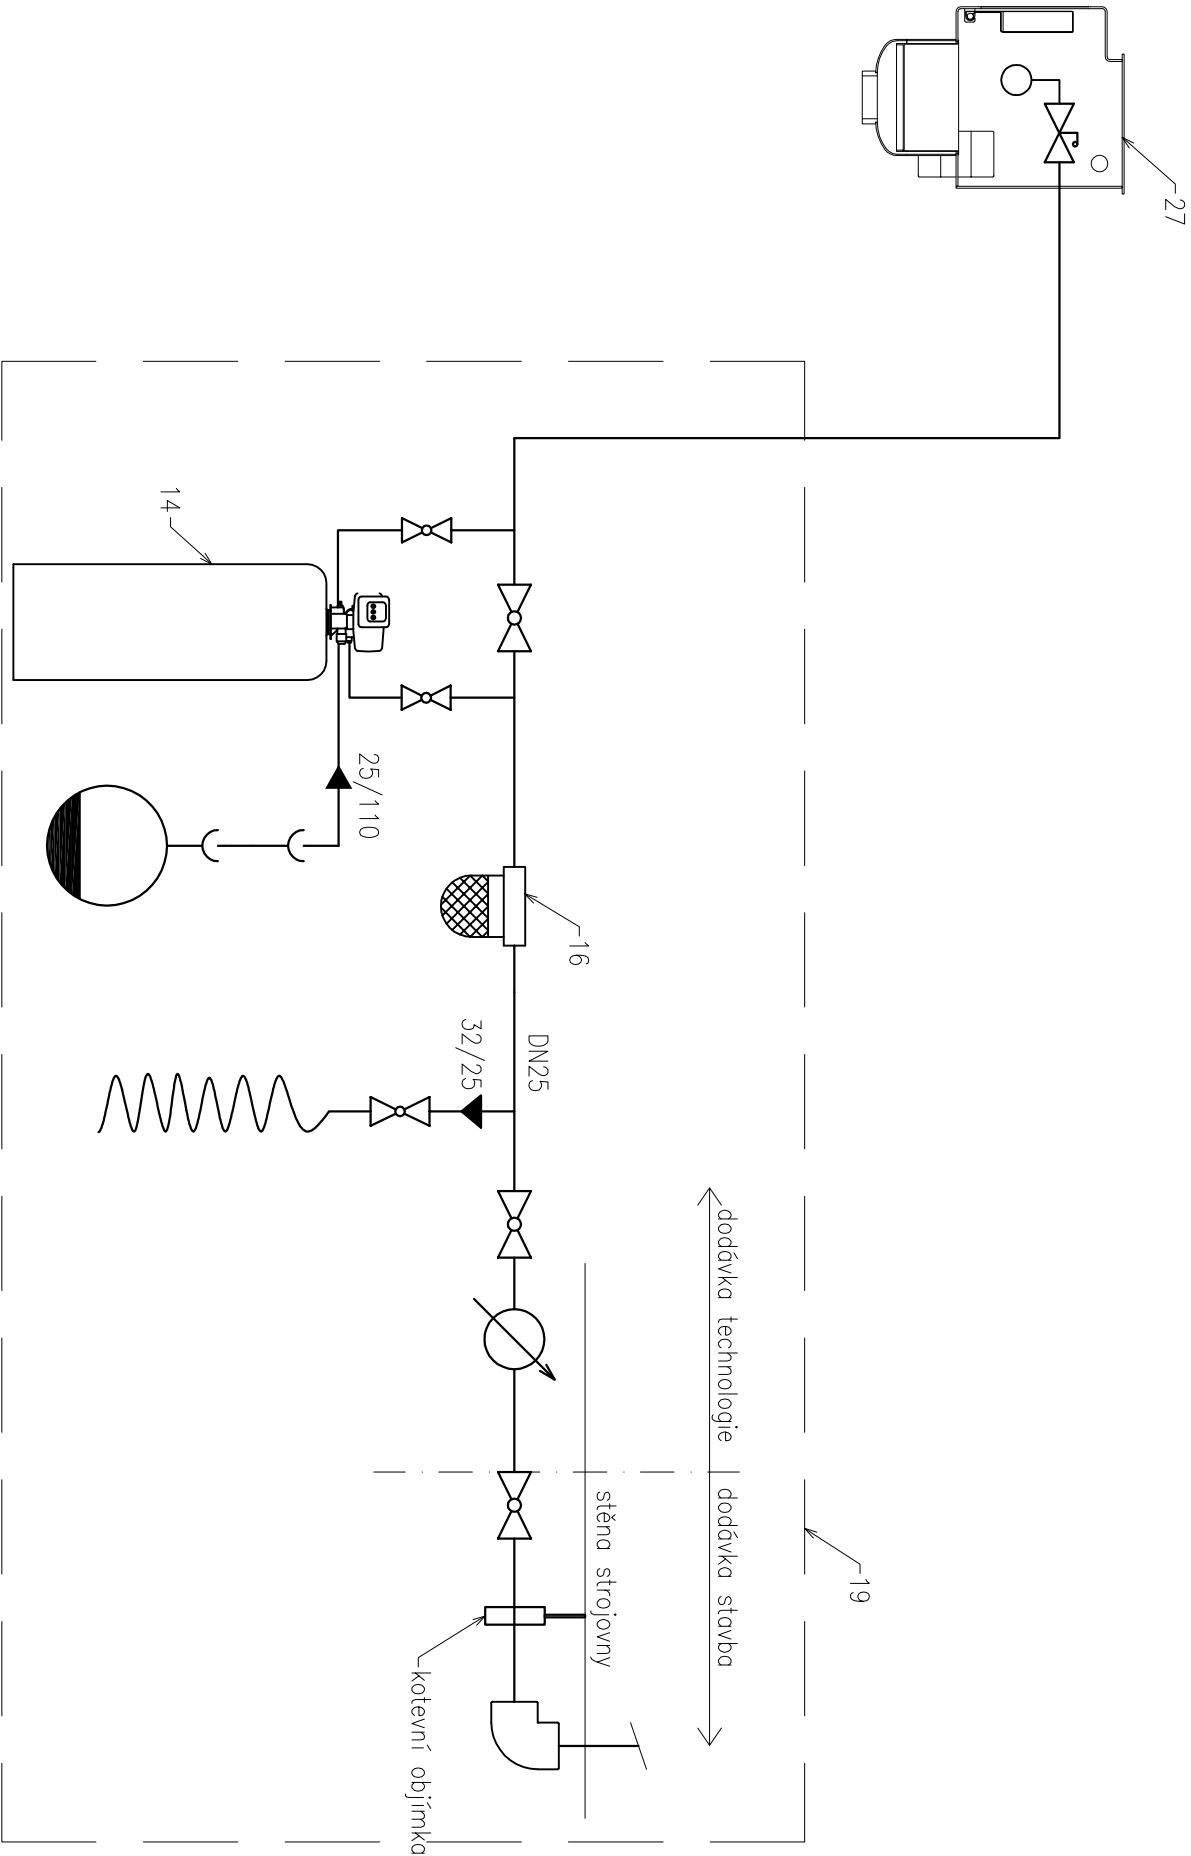 27
19
dodávka technologie
dodávka stavba
stěna strojovny
16
DN25
32/25
kotevní objímka
25/110
14